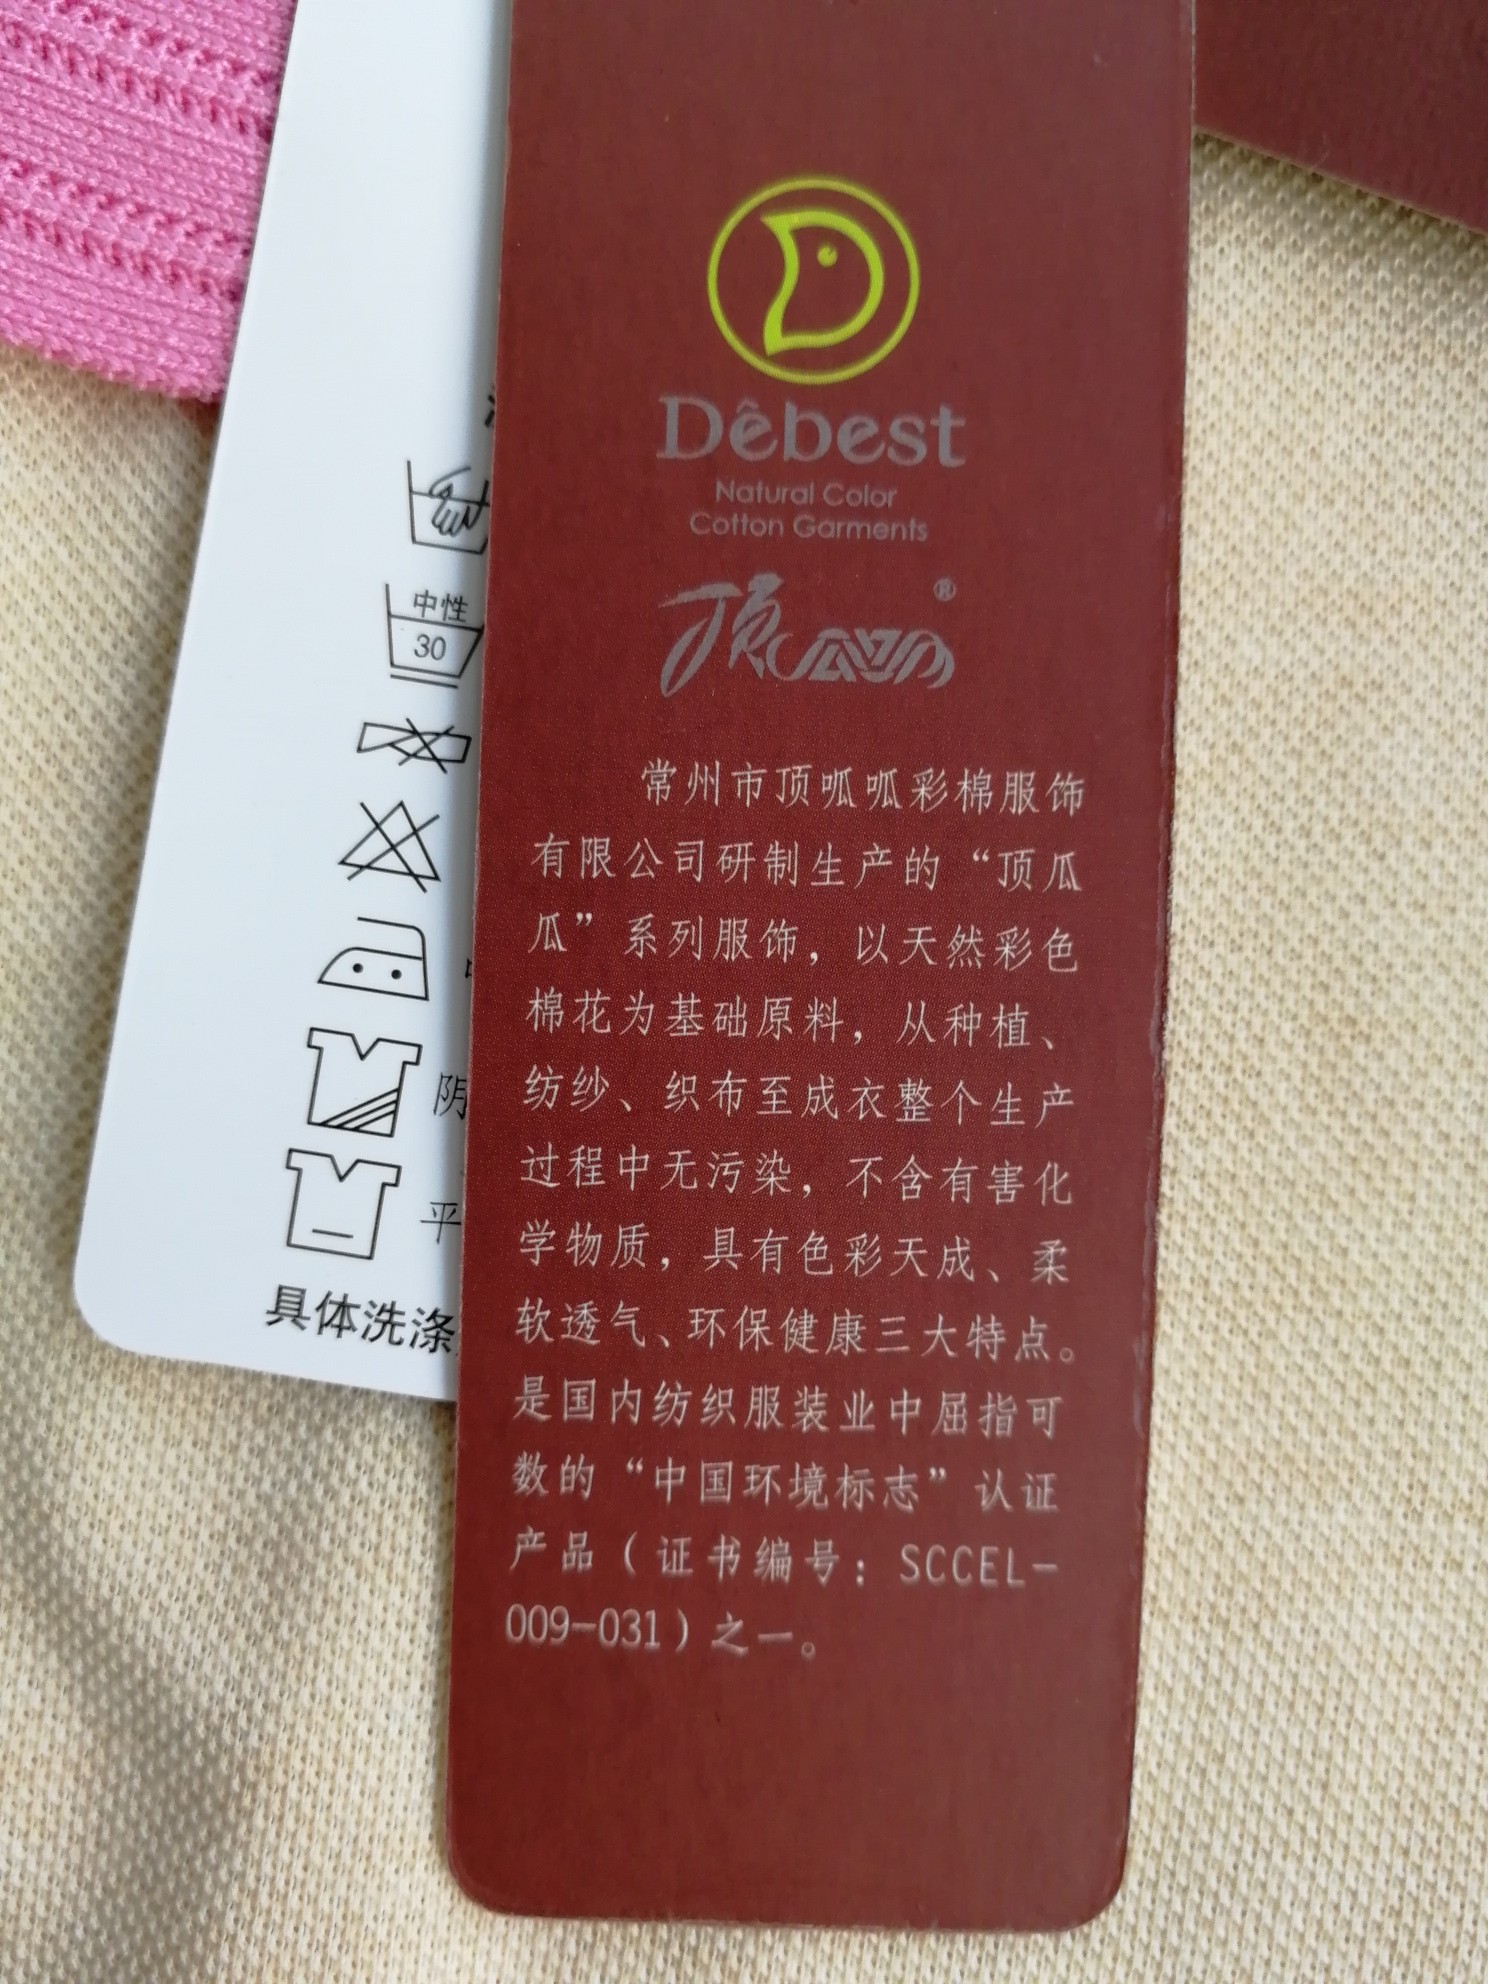 Dêbest
Natural Color
Cotton Garments
顶瓜瓜®
常州市顶呱呱彩棉服饰
有限公司研制生产的“顶瓜
瓜”系列服饰，以天然彩色
棉花为基础原料，从种植、
纺纱、织布至成衣整个生产
过程中无污染，不含有害化
学物质，具有色彩天成、柔
软透气、环保健康三大特点。
是国内纺织服装业中屈指可
数的“中国环境标志”认证
产品（证书编号：SCCEL-
009-031）之一。
中性
30
阴
平
具体洗涤